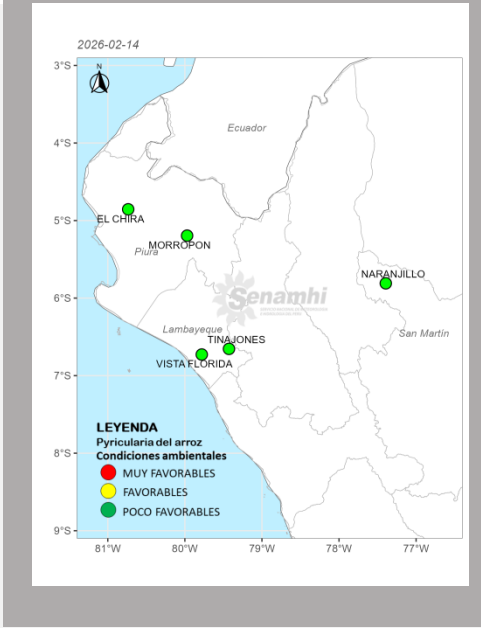 2026-02-14
3°S
N
4°S
Ecuador
5°S
EL CHIRA
MORROPON
Piura
NARANJILLO
6°S
Senamhi
Lambayeque
TINAJONES
San Martín
VISTA FLORIDA
7°S
LEYENDA
Pyricularia del arroz
Condiciones ambientales
8°S
MUY FAVORABLES
FAVORABLES
POCO FAVORABLES
9°S
81°W 80°W 79°W 78°W 77°W